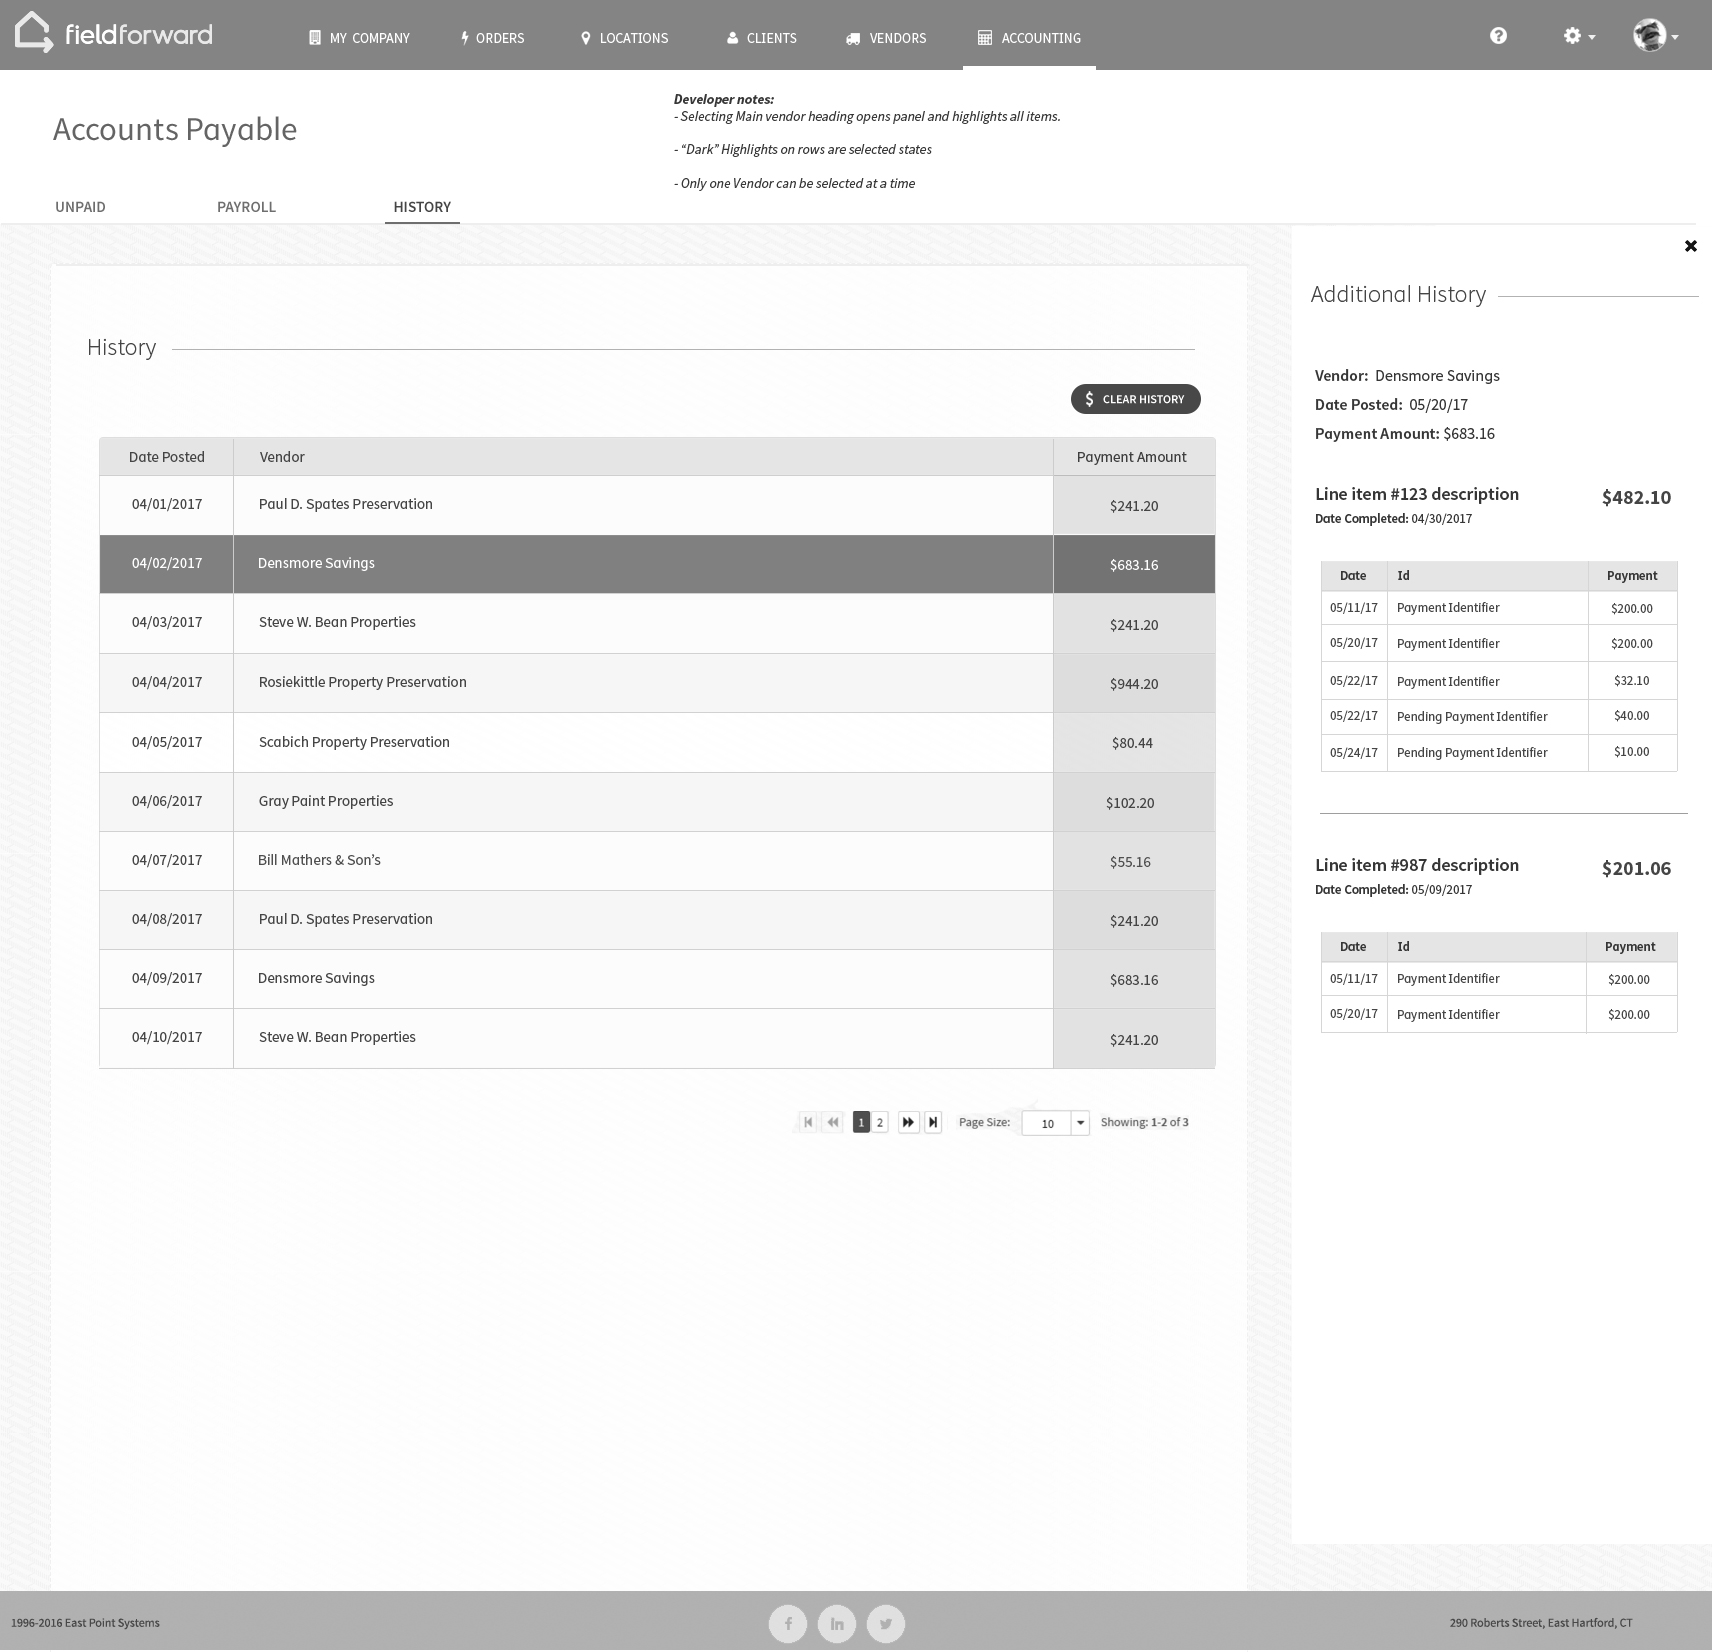 fieldforward
MY COMPANY
ORDERS
LOCATIONS
CLIENTS
VENDORS
ACCOUNTING
Accounts Payable
Developer notes:
- Selecting Main vendor heading opens panel and highlights all items.
- “Dark” Highlights on rows are selected states
- Only one Vendor can be selected at a time
UNPAID
PAYROLL
HISTORY
History
$ CLEAR HISTORY
Date Posted Vendor Payment Amount
04/01/2017 Paul D. Spates Preservation $241.20
04/02/2017 Densmore Savings $683.16
04/03/2017 Steve W. Bean Properties $241.20
04/04/2017 Rosiekittle Property Preservation $944.20
04/05/2017 Scabich Property Preservation $80.44
04/06/2017 Gray Paint Properties $102.20
04/07/2017 Bill Mathers & Son’s $55.16
04/08/2017 Paul D. Spates Preservation $241.20
04/09/2017 Densmore Savings $683.16
04/10/2017 Steve W. Bean Properties $241.20
1 2 Page Size: 10 Showing: 1-2 of 3
Additional History
Vendor: Densmore Savings
Date Posted: 05/20/17
Payment Amount: $683.16
Line item #123 description $482.10
Date Completed: 04/30/2017
Date Id Payment
05/11/17 Payment Identifier $200.00
05/20/17 Payment Identifier $200.00
05/22/17 Payment Identifier $32.10
05/22/17 Pending Payment Identifier $40.00
05/24/17 Pending Payment Identifier $10.00
Line item #987 description $201.06
Date Completed: 05/09/2017
Date Id Payment
05/11/17 Payment Identifier $200.00
05/20/17 Payment Identifier $200.00
1996-2016 East Point Systems
290 Roberts Street, East Hartford, CT